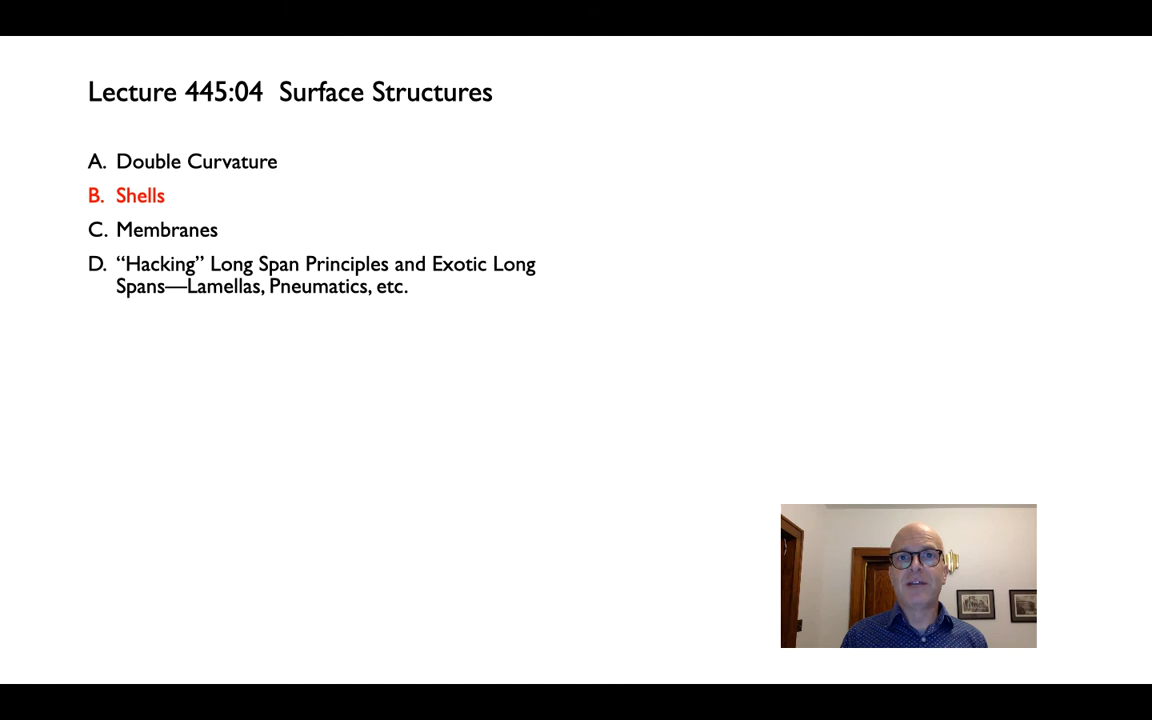 Lecture 445:04 Surface Structures
A. Double Curvature
B. Shells
C. Membranes
D. “Hacking” Long Span Principles and Exotic Long
Spans—Lamellas, Pneumatics, etc.